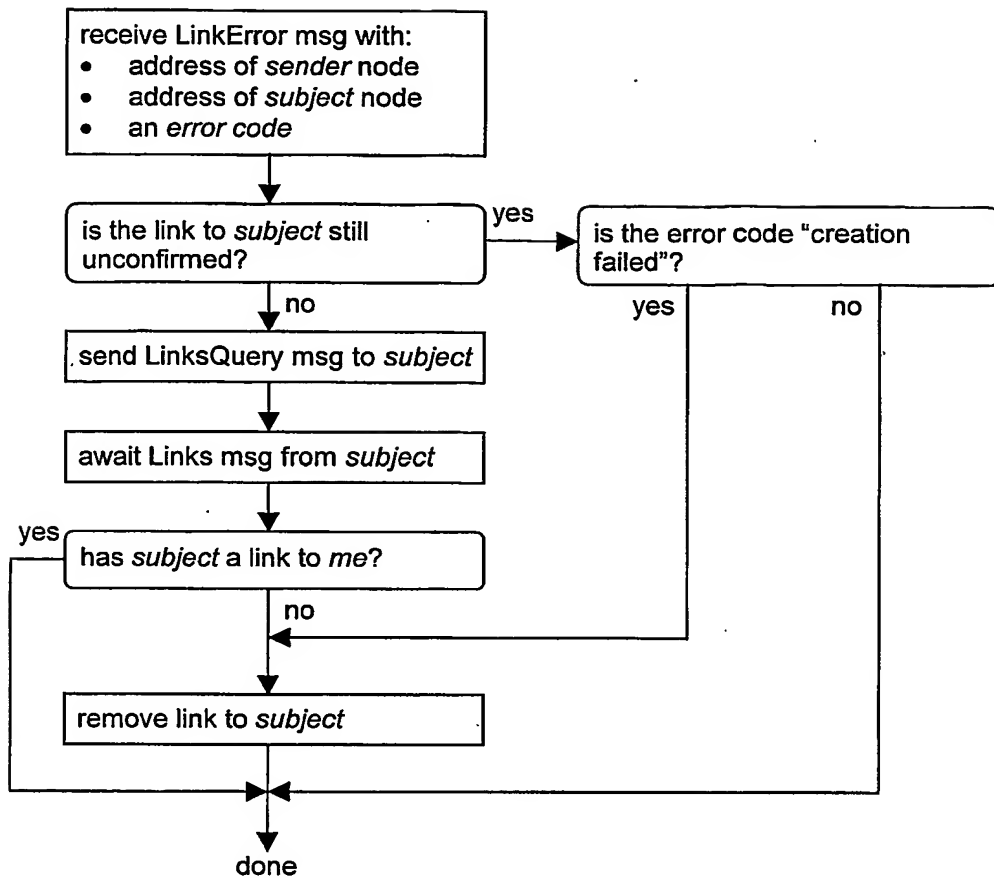 receive LinkError msg with:
• address of sender node
• address of subject node
• an error code
is the link to subject still
unconfirmed?
yes
is the error code “creation
failed”?
no
yes
no
send LinksQuery msg to subject
await Links msg from subject
yes
has subject a link to me?
no
remove link to subject
done